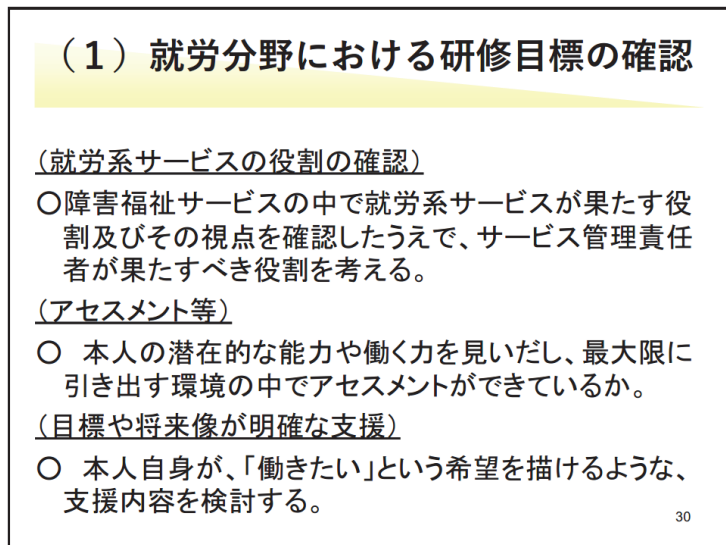 （1）就労分野における研修目標の確認
(就労系サービスの役割の確認)
○障害福祉サービスの中で就労系サービスが果たす役
割及びその視点を確認したうえで、サービス管理責任
者が果たすべき役割を考える。
(アセスメント等)
○　本人の潜在的な能力や働く力を見いだし、最大限に
引き出す環境の中でアセスメントができているか。
(目標や将来像が明確な支援)
○　本人自身が、「働きたい」という希望を描けるような、
支援内容を検討する。
30